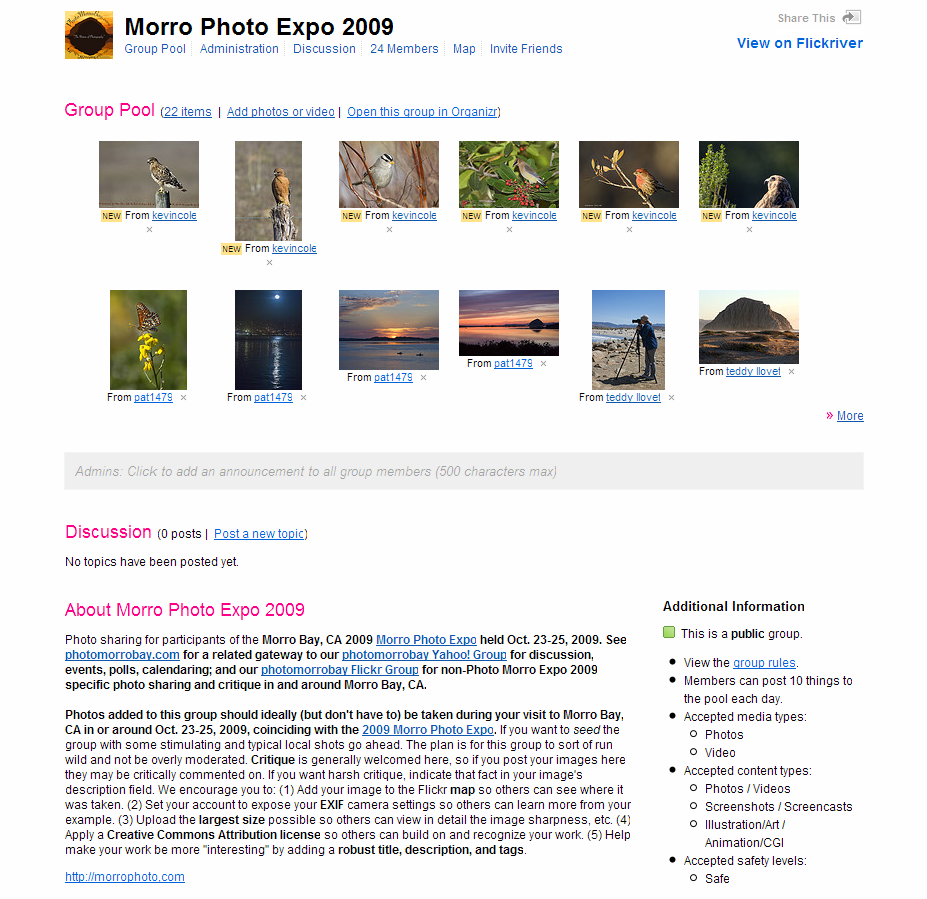 Morro Photo Expo 2009
Share This
Group Pool Administration Discussion 24 Members Map Invite Friends
View on Flickriver
Group Pool (22 items | Add photos or video | Open this group in Organizr)
NEW From kevincole
NEW From kevincole
NEW From kevincole
NEW From kevincole
NEW From kevincole
NEW From kevincole
From pat1479
From pat1479
From pat1479
From pat1479
From teddy llovet
From teddy llovet
» More
Admins: Click to add an announcement to all group members (500 characters max)
Discussion (0 posts | Post a new topic)
No topics have been posted yet.
About Morro Photo Expo 2009
Photo sharing for participants of the Morro Bay, CA 2009 Morro Photo Expo held Oct. 23-25, 2009. See
photomorrobay.com for a related gateway to our photomorrobay Yahoo! Group for discussion,
events, polls, calendaring; and our photomorrobay Flickr Group for non-Photo Morro Expo 2009
specific photo sharing and critique in and around Morro Bay, CA.
Photos added to this group should ideally (but don't have to) be taken during your visit to Morro Bay,
CA in or around Oct. 23-25, 2009, coinciding with the 2009 Morro Photo Expo. If you want to seed the
group with some stimulating and typical local shots go ahead. The plan is for this group to sort of run
wild and not be overly moderated. Critique is generally welcomed here, so if you post your images here
they may be critically commented on. If you want harsh critique, indicate that fact in your image's
description field. We encourage you to: (1) Add your image to the Flickr map so others can see where it
was taken. (2) Set your account to expose your EXIF camera settings so others can learn more from your
example. (3) Upload the largest size possible so others can view in detail the image sharpness, etc. (4)
Apply a Creative Commons Attribution license so others can build on and recognize your work. (5) Help
make your work be more "interesting" by adding a robust title, description, and tags.
http://morrophoto.com
Additional Information
This is a public group.
View the group rules.
Members can post 10 things to
the pool each day.
Accepted media types:
Photos
Video
Accepted content types:
Photos / Videos
Screenshots / Screencasts
Illustration/Art /
Animation/CGI
Accepted safety levels:
Safe